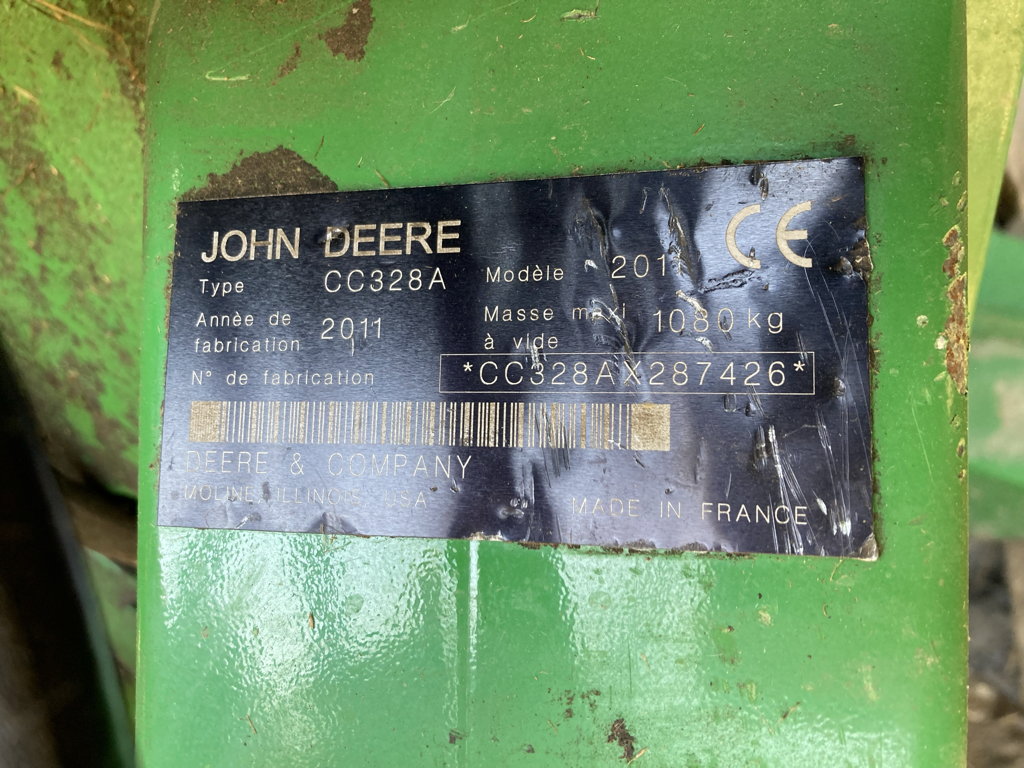 JOHN DEERE
CE
Type CC328A Modèle
Année de fabrication 2011 Masse maxi à vide 1080 kg
N° de fabrication *CC328AX287426*
DEERE & COMPANY
MOLINE, ILLINOIS, USA
MADE IN FRANCE